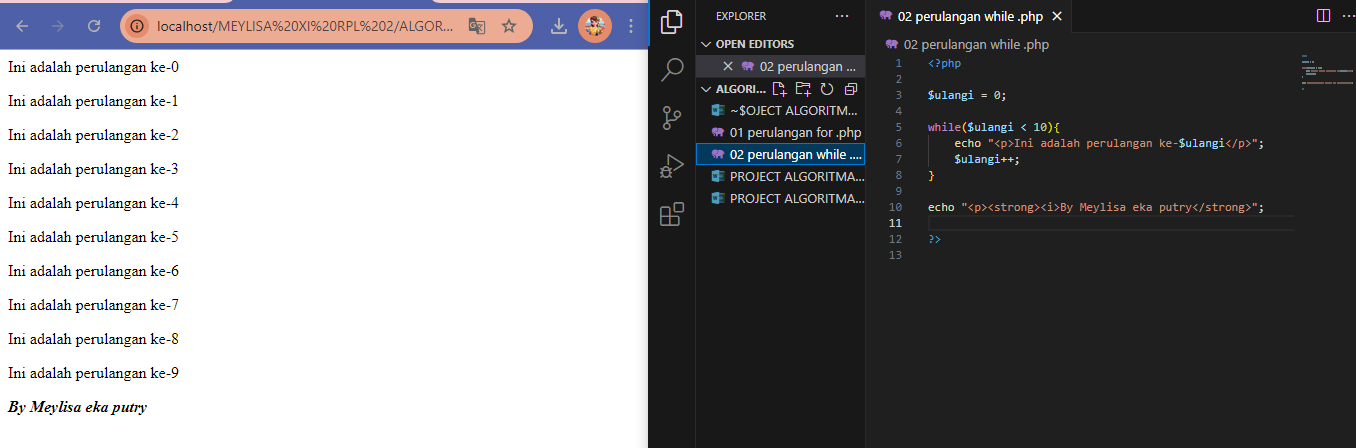 localhost/MEYLISA%20XI%20RPL%202/ALGOR...
Ini adalah perulangan ke-0
Ini adalah perulangan ke-1
Ini adalah perulangan ke-2
Ini adalah perulangan ke-3
Ini adalah perulangan ke-4
Ini adalah perulangan ke-5
Ini adalah perulangan ke-6
Ini adalah perulangan ke-7
Ini adalah perulangan ke-8
Ini adalah perulangan ke-9
By Meylisa eka putry
EXPLORER
OPEN EDITORS
02 perulangan ...
ALGORI...
~$OJECT ALGORITM...
01 perulangan for .php
02 perulangan while ....
PROJECT ALGORITMA...
PROJECT ALGORITMA...
02 perulangan while .php
02 perulangan while .php
1 <?php
2
3 $ulangi = 0;
4
5 while($ulangi < 10){
6     echo "<p>Ini adalah perulangan ke-$ulangi</p>";
7     $ulangi++;
8 }
9
10 echo "<p><strong><i>By Meylisa eka putry</strong>";
11
12 ?>
13